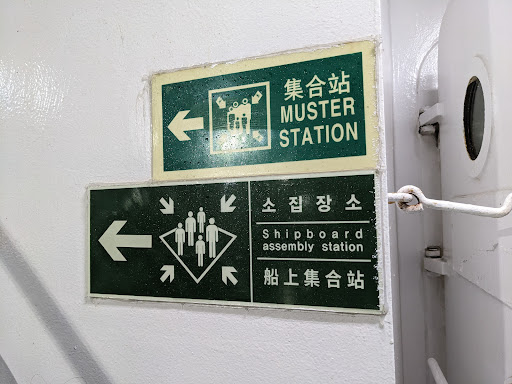 集合站
MUSTER
STATION
소집장소
Shipboard
assembly station
船上集合站